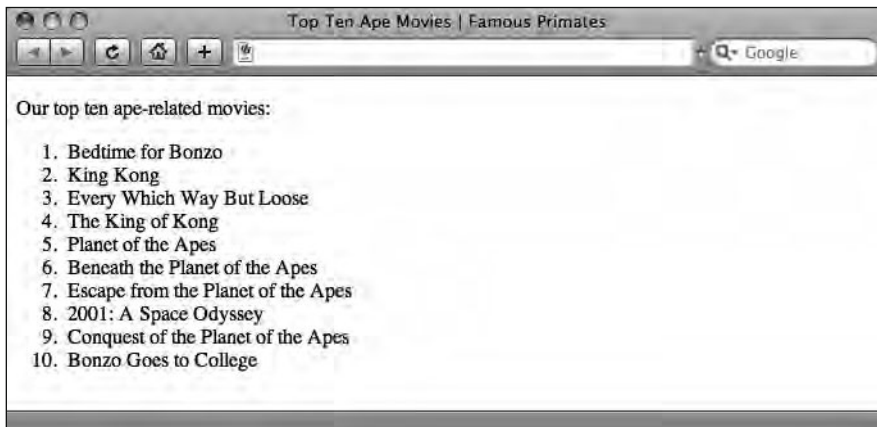 Top Ten Ape Movies | Famous Primates
Google
Our top ten ape-related movies:
1. Bedtime for Bonzo
2. King Kong
3. Every Which Way But Loose
4. The King of Kong
5. Planet of the Apes
6. Beneath the Planet of the Apes
7. Escape from the Planet of the Apes
8. 2001: A Space Odyssey
9. Conquest of the Planet of the Apes
10. Bonzo Goes to College